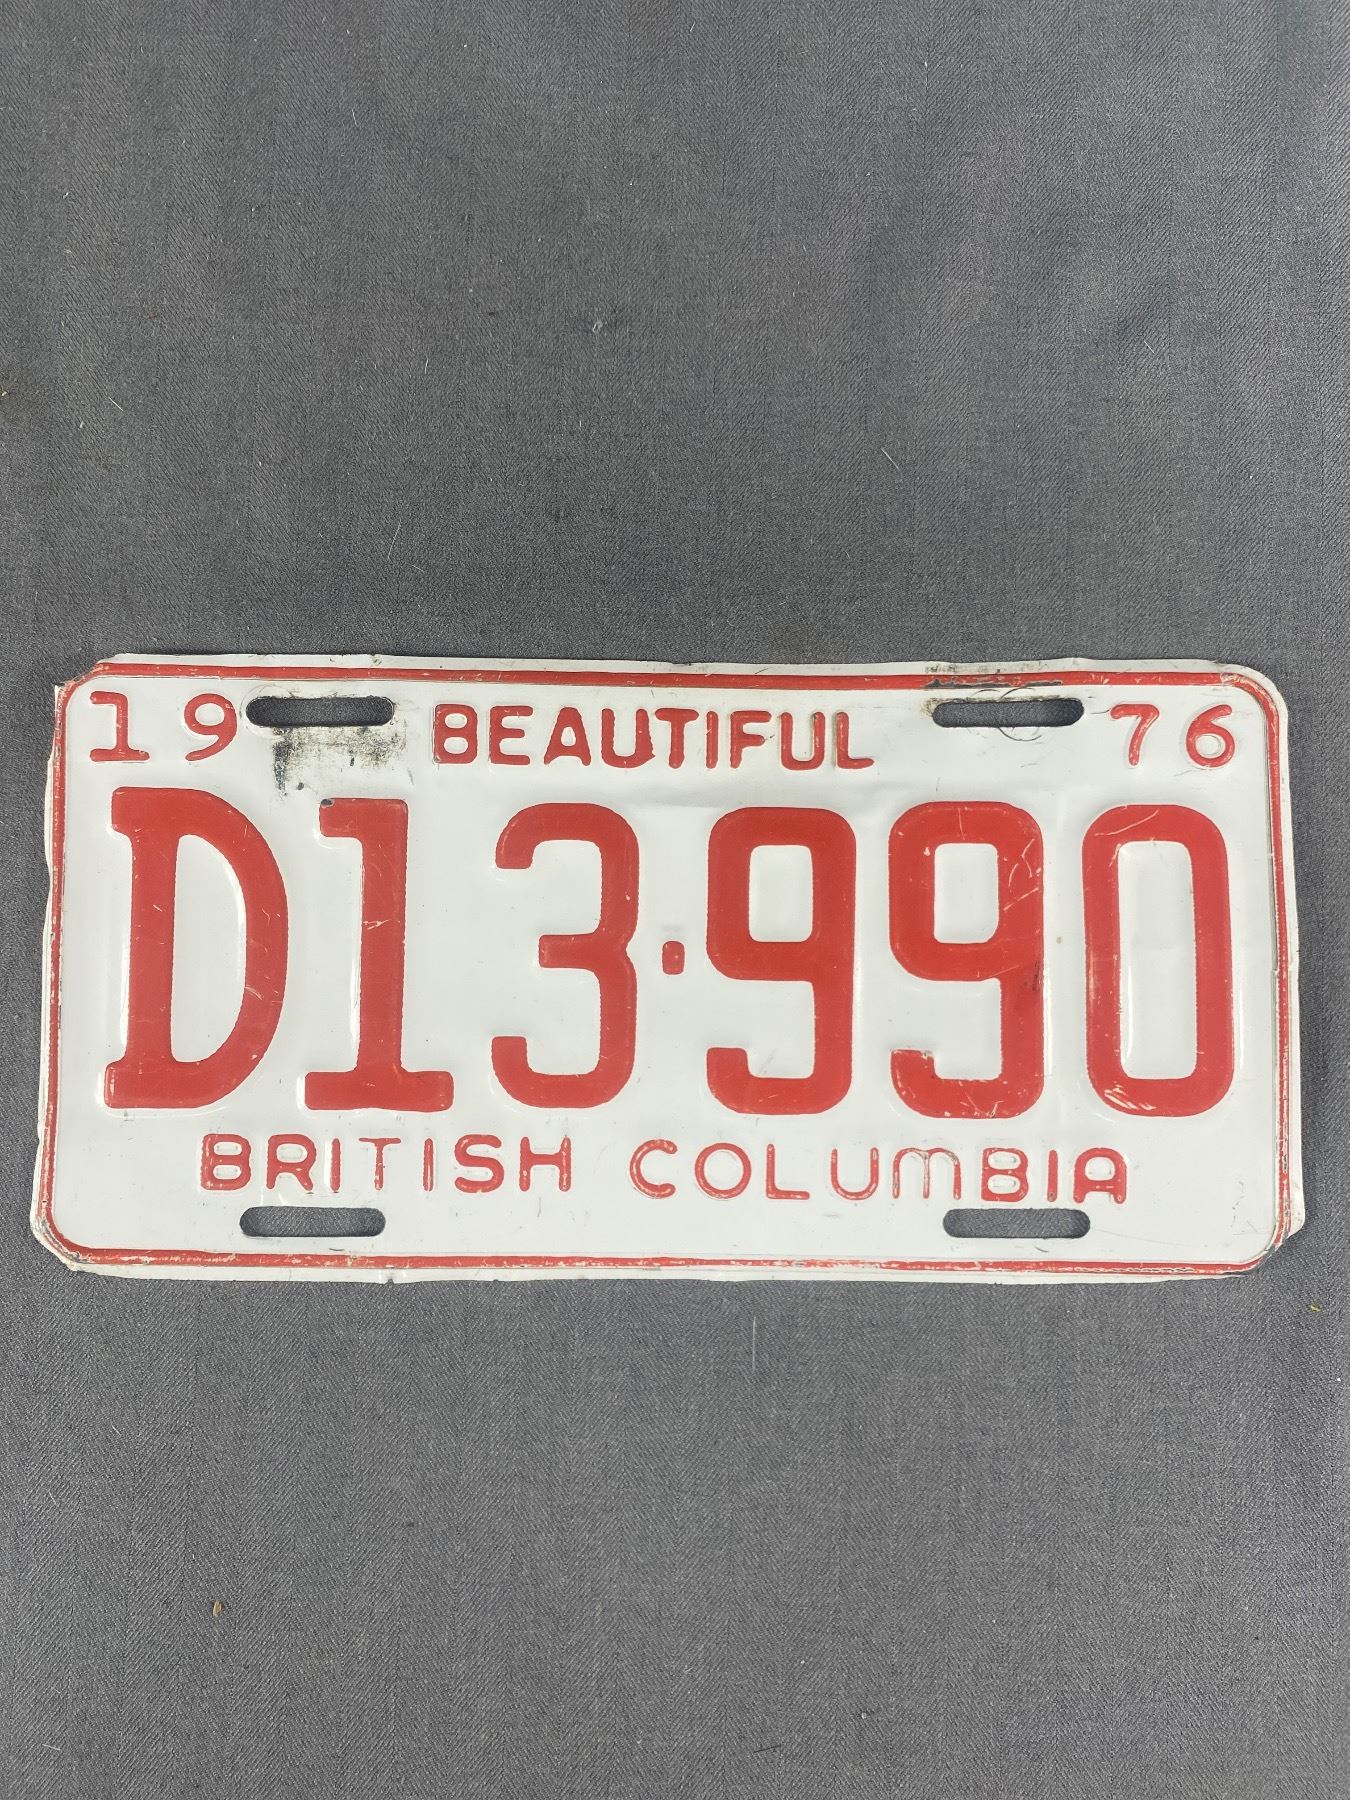 19 BEAUTIFUL 76
D13·990
BRITISH COLUMBIA